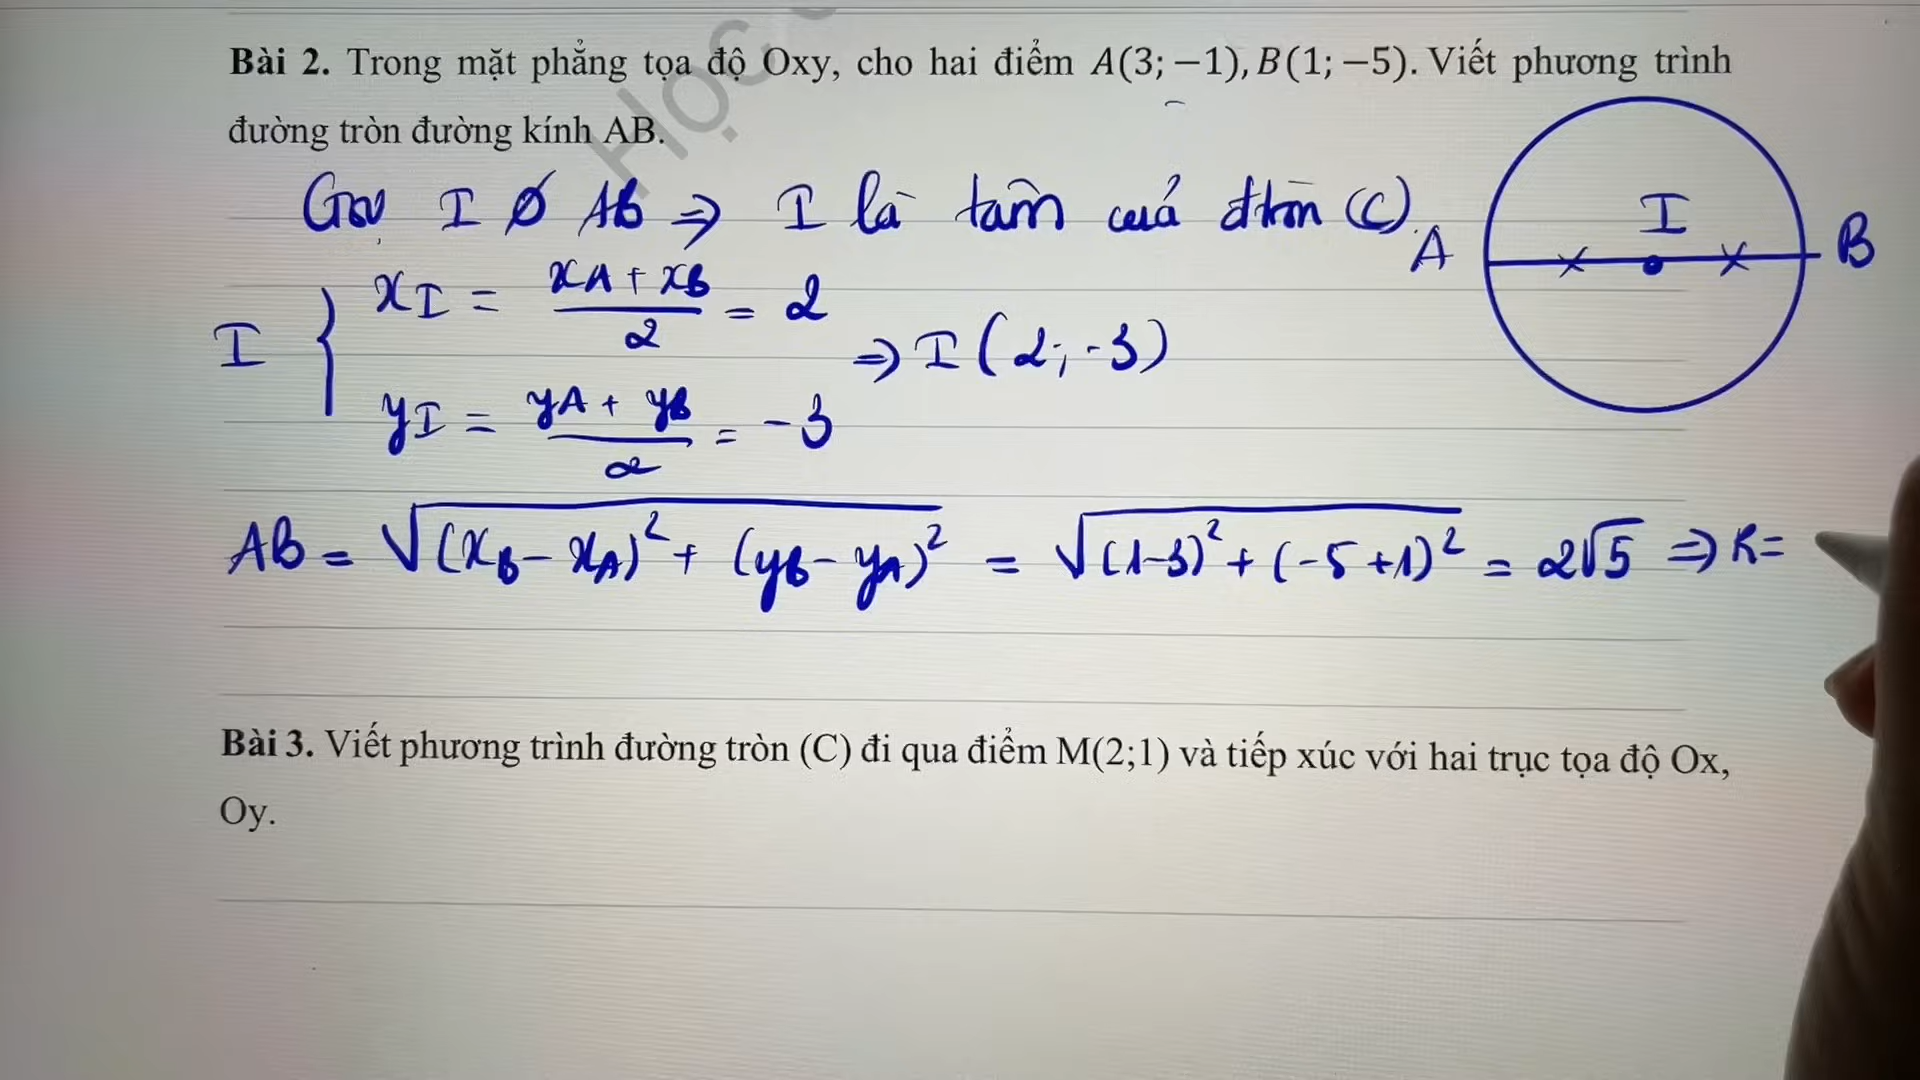 Học
Bài 2. Trong mặt phẳng tọa độ Oxy, cho hai điểm A(3; −1), B(1; −5). Viết phương trình
đường tròn đường kính AB.
Gọi I Ø AB ⇒ I là tâm của đtròn (C)
A I B
I { xI = (xA + xB)/2 = 2
yI = (yA + yB)/2 = -3
⇒ I (2; -3)
AB = √((xB - xA)² + (yB - yA)²) = √((1-3)² + (-5+1)²) = 2√5 ⇒ R =
Bài 3. Viết phương trình đường tròn (C) đi qua điểm M(2;1) và tiếp xúc với hai trục tọa độ Ox,
Oy.